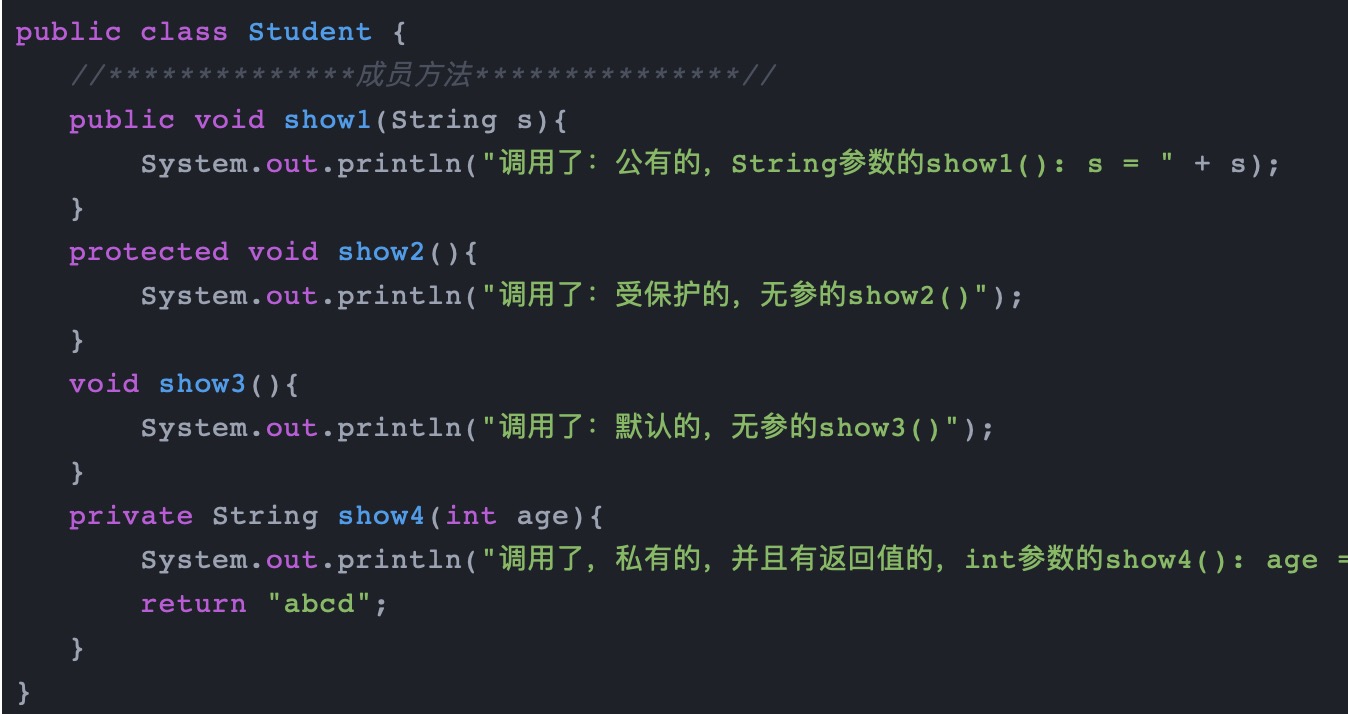 public class Student {
//**************成员方法***************//
public void show1(String s){
System.out.println("调用了：公有的，String参数的show1(): s = " + s);
}
protected void show2(){
System.out.println("调用了：受保护的，无参的show2()");
}
void show3(){
System.out.println("调用了：默认的，无参的show3()");
}
private String show4(int age){
System.out.println("调用了，私有的，并且有返回值的，int参数的show4(): age =
return "abcd";
}
}